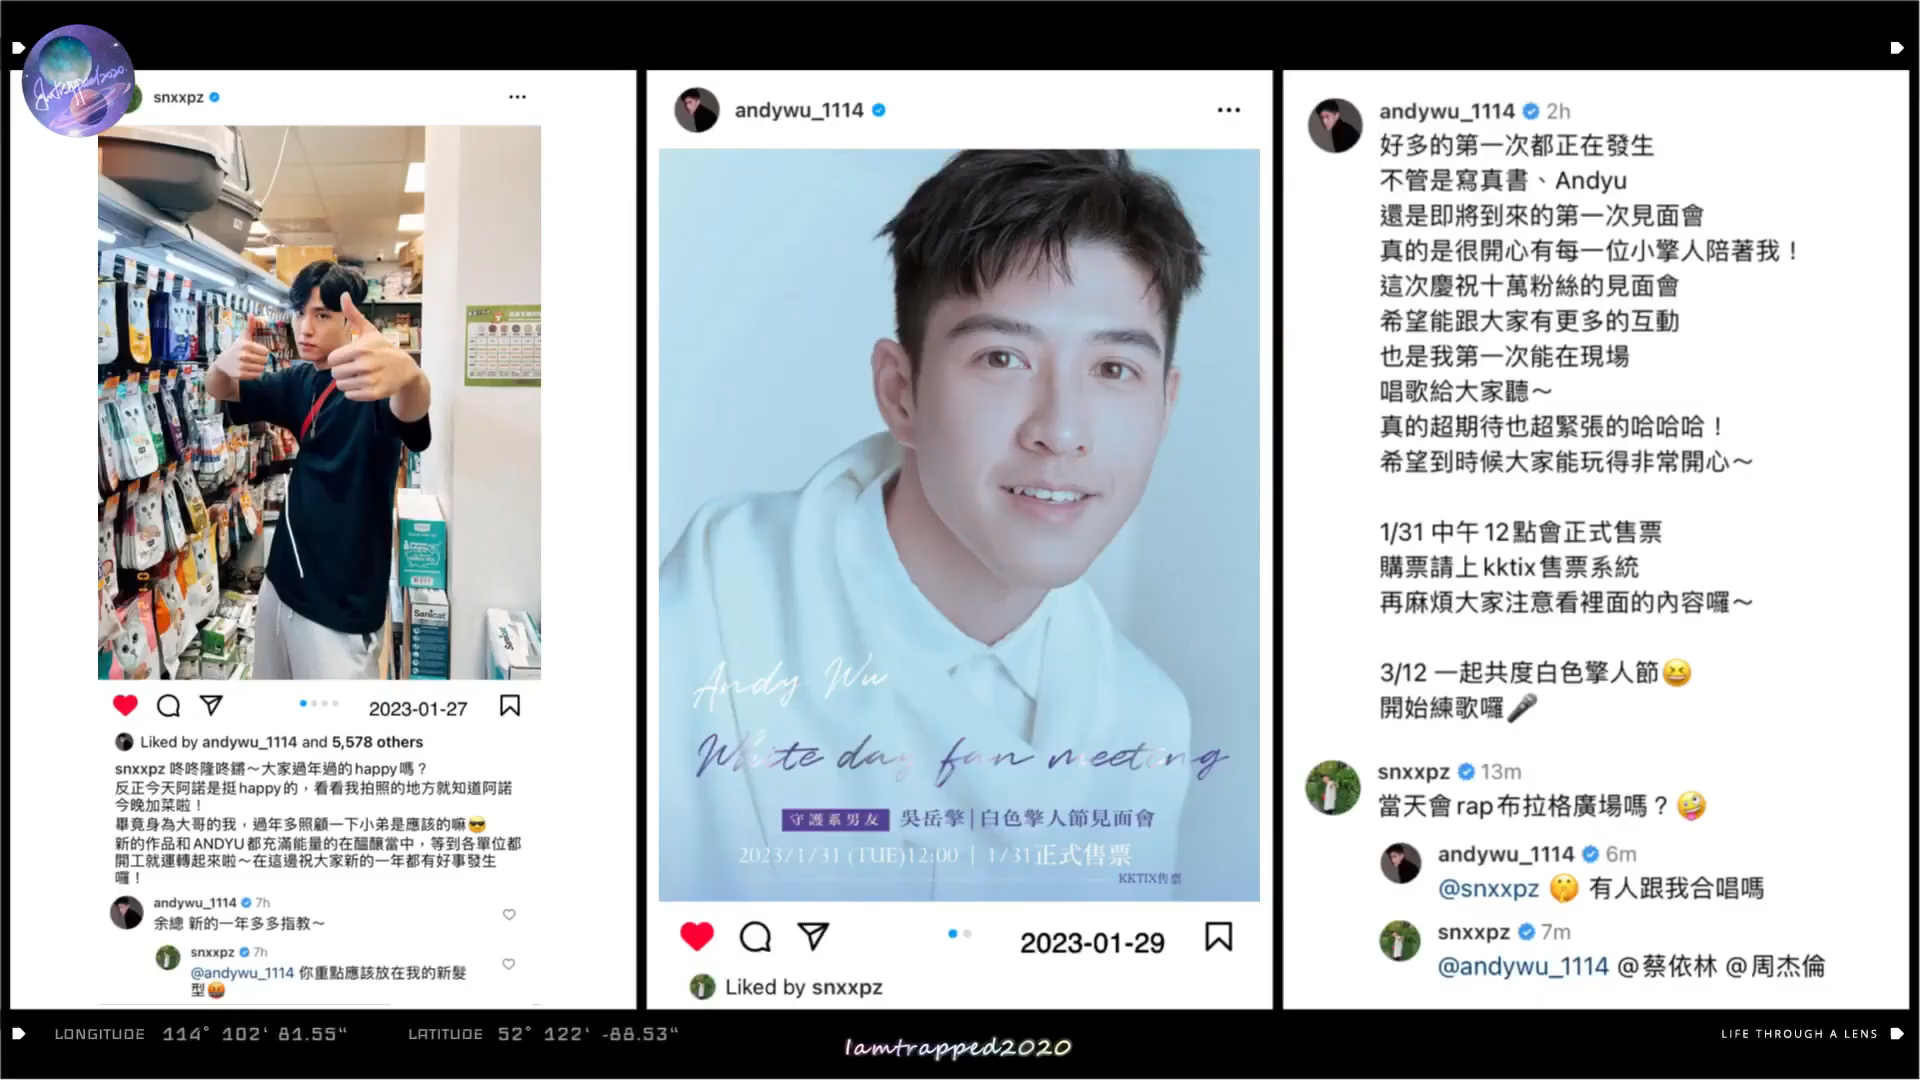 Iamtrapped2020
snxxpz
2023-01-27
Liked by andywu_1114 and 5,578 others
snxxpz 咚咚隆咚鏘～大家過年過的happy嗎？
反正今天阿諾是挺happy的，看看我拍照的地方就知道阿諾
今晚加菜啦！
畢竟身為大哥的我，過年多照顧一下小弟是應該的嘛😎
新的作品和ANDYU都充滿能量的在醞釀當中，等到各單位都
開工就運轉起來啦～在這邊祝大家新的一年都有好事發生
囉！
andywu_1114 7h
余總 新的一年多多指教～
snxxpz 7h
@andywu_1114 你重點應該放在我的新髮
型🤬
Sanicat
andywu_1114
Andy Wu
White day fan meeting
守護系男友 吳岳擎|白色擎人節見面會
2023/1/31 (TUE)12:00 | 1/31正式售票
KKTIX售票
2023-01-29
Liked by snxxpz
andywu_1114 2h
好多的第一次都正在發生
不管是寫真書、Andyu
還是即將到來的第一次見面會
真的是很開心有每一位小擎人陪著我！
這次慶祝十萬粉絲的見面會
希望能跟大家有更多的互動
也是我第一次能在現場
唱歌給大家聽～
真的超期待也超緊張的哈哈哈！
希望到時候大家能玩得非常開心～
1/31 中午 12點會正式售票
購票請上 kktix 售票系統
再麻煩大家注意看裡面的內容囉～
3/12 一起共度白色擎人節😆
開始練歌囉🎤
snxxpz 13m
當天會 rap 布拉格廣場嗎？🤪
andywu_1114 6m
@snxxpz 🤫 有人跟我合唱嗎
snxxpz 7m
@andywu_1114 @蔡依林 @周杰倫
LONGITUDE 114° 102‘ 81.55“ LATITUDE 52° 122‘ -88.53“
Iamtrapped2020
LIFE THROUGH A LENS